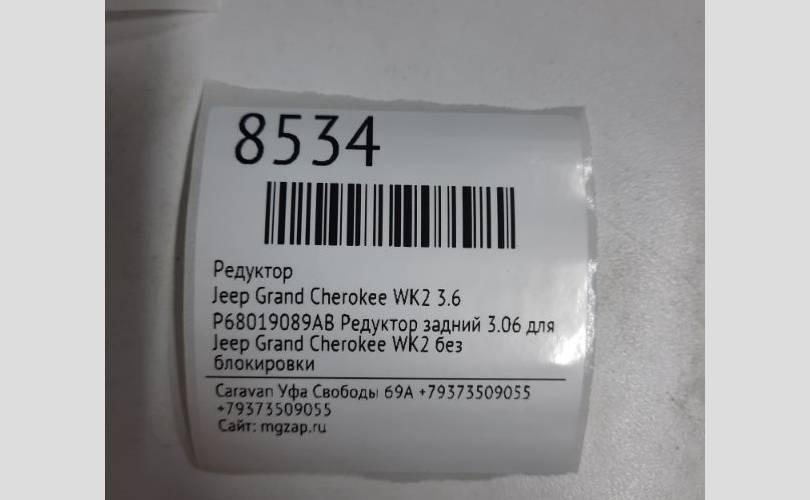 8534
Редуктор
Jeep Grand Cherokee WK2 3.6
P68019089AB Редуктор задний 3.06 для
Jeep Grand Cherokee WK2 без
блокировки
Caravan Уфа Свободы 69А +79373509055
+79373509055
Сайт: mgzap.ru